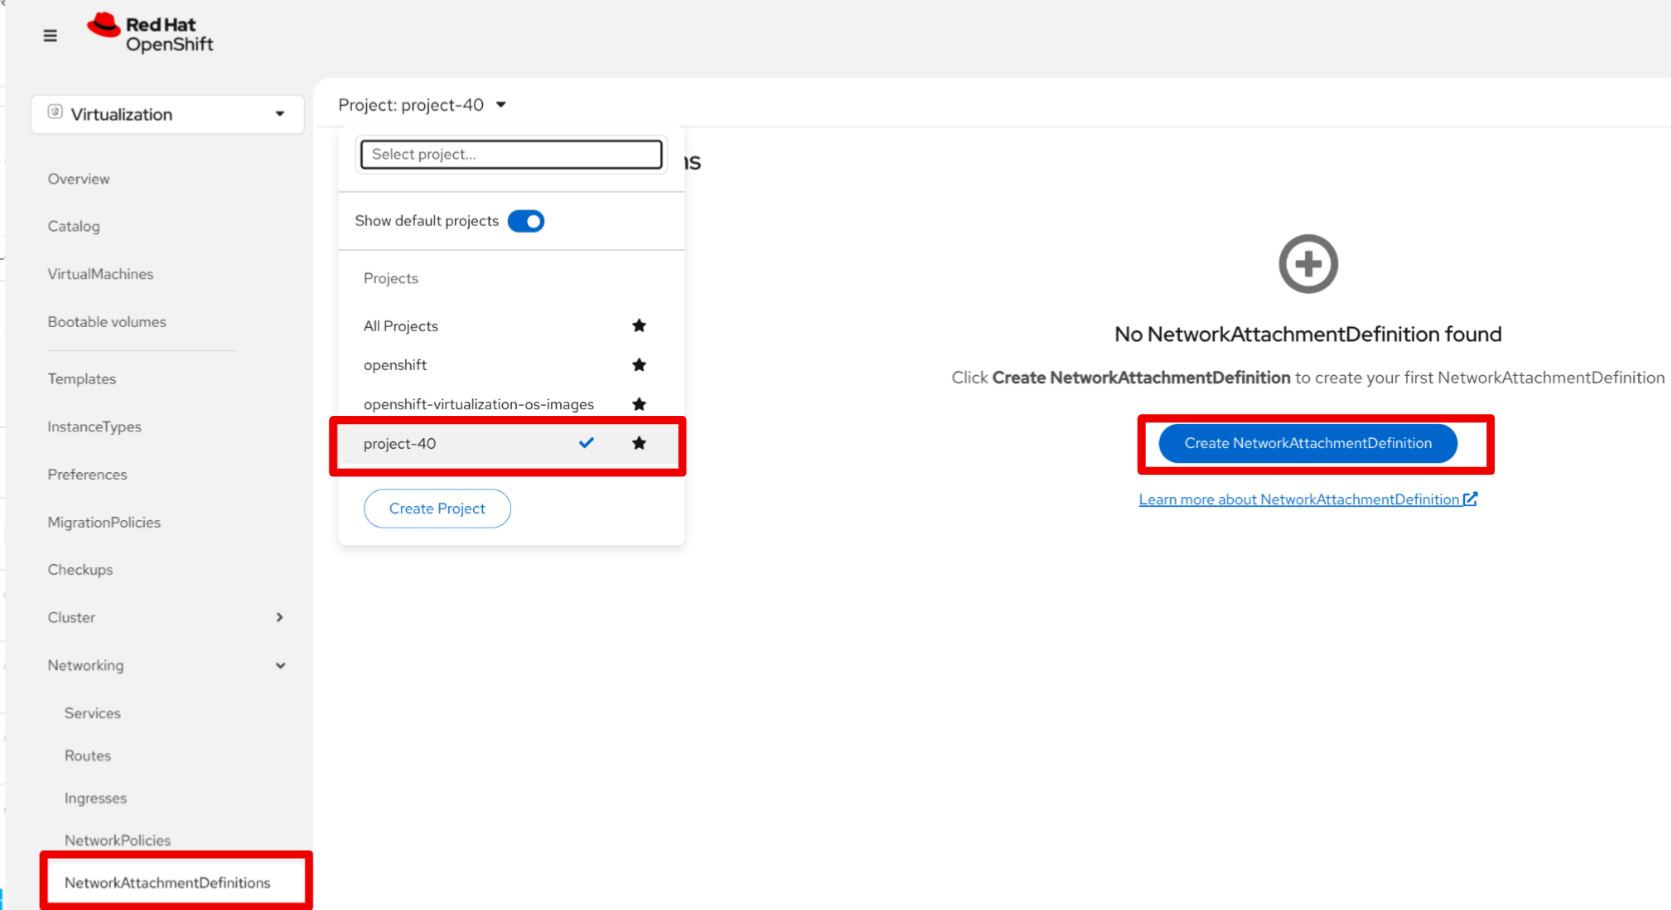 Red Hat
OpenShift
Virtualization
Overview
Catalog
VirtualMachines
Bootable volumes
Templates
InstanceTypes
Preferences
MigrationPolicies
Checkups
Cluster
Networking
Services
Routes
Ingresses
NetworkPolicies
NetworkAttachmentDefinitions
Project: project-40
Select project...
Show default projects
Projects
All Projects
openshift
openshift-virtualization-os-images
project-40
Create Project
No NetworkAttachmentDefinition found
Click Create NetworkAttachmentDefinition to create your first NetworkAttachmentDefinition
Create NetworkAttachmentDefinition
Learn more about NetworkAttachmentDefinition